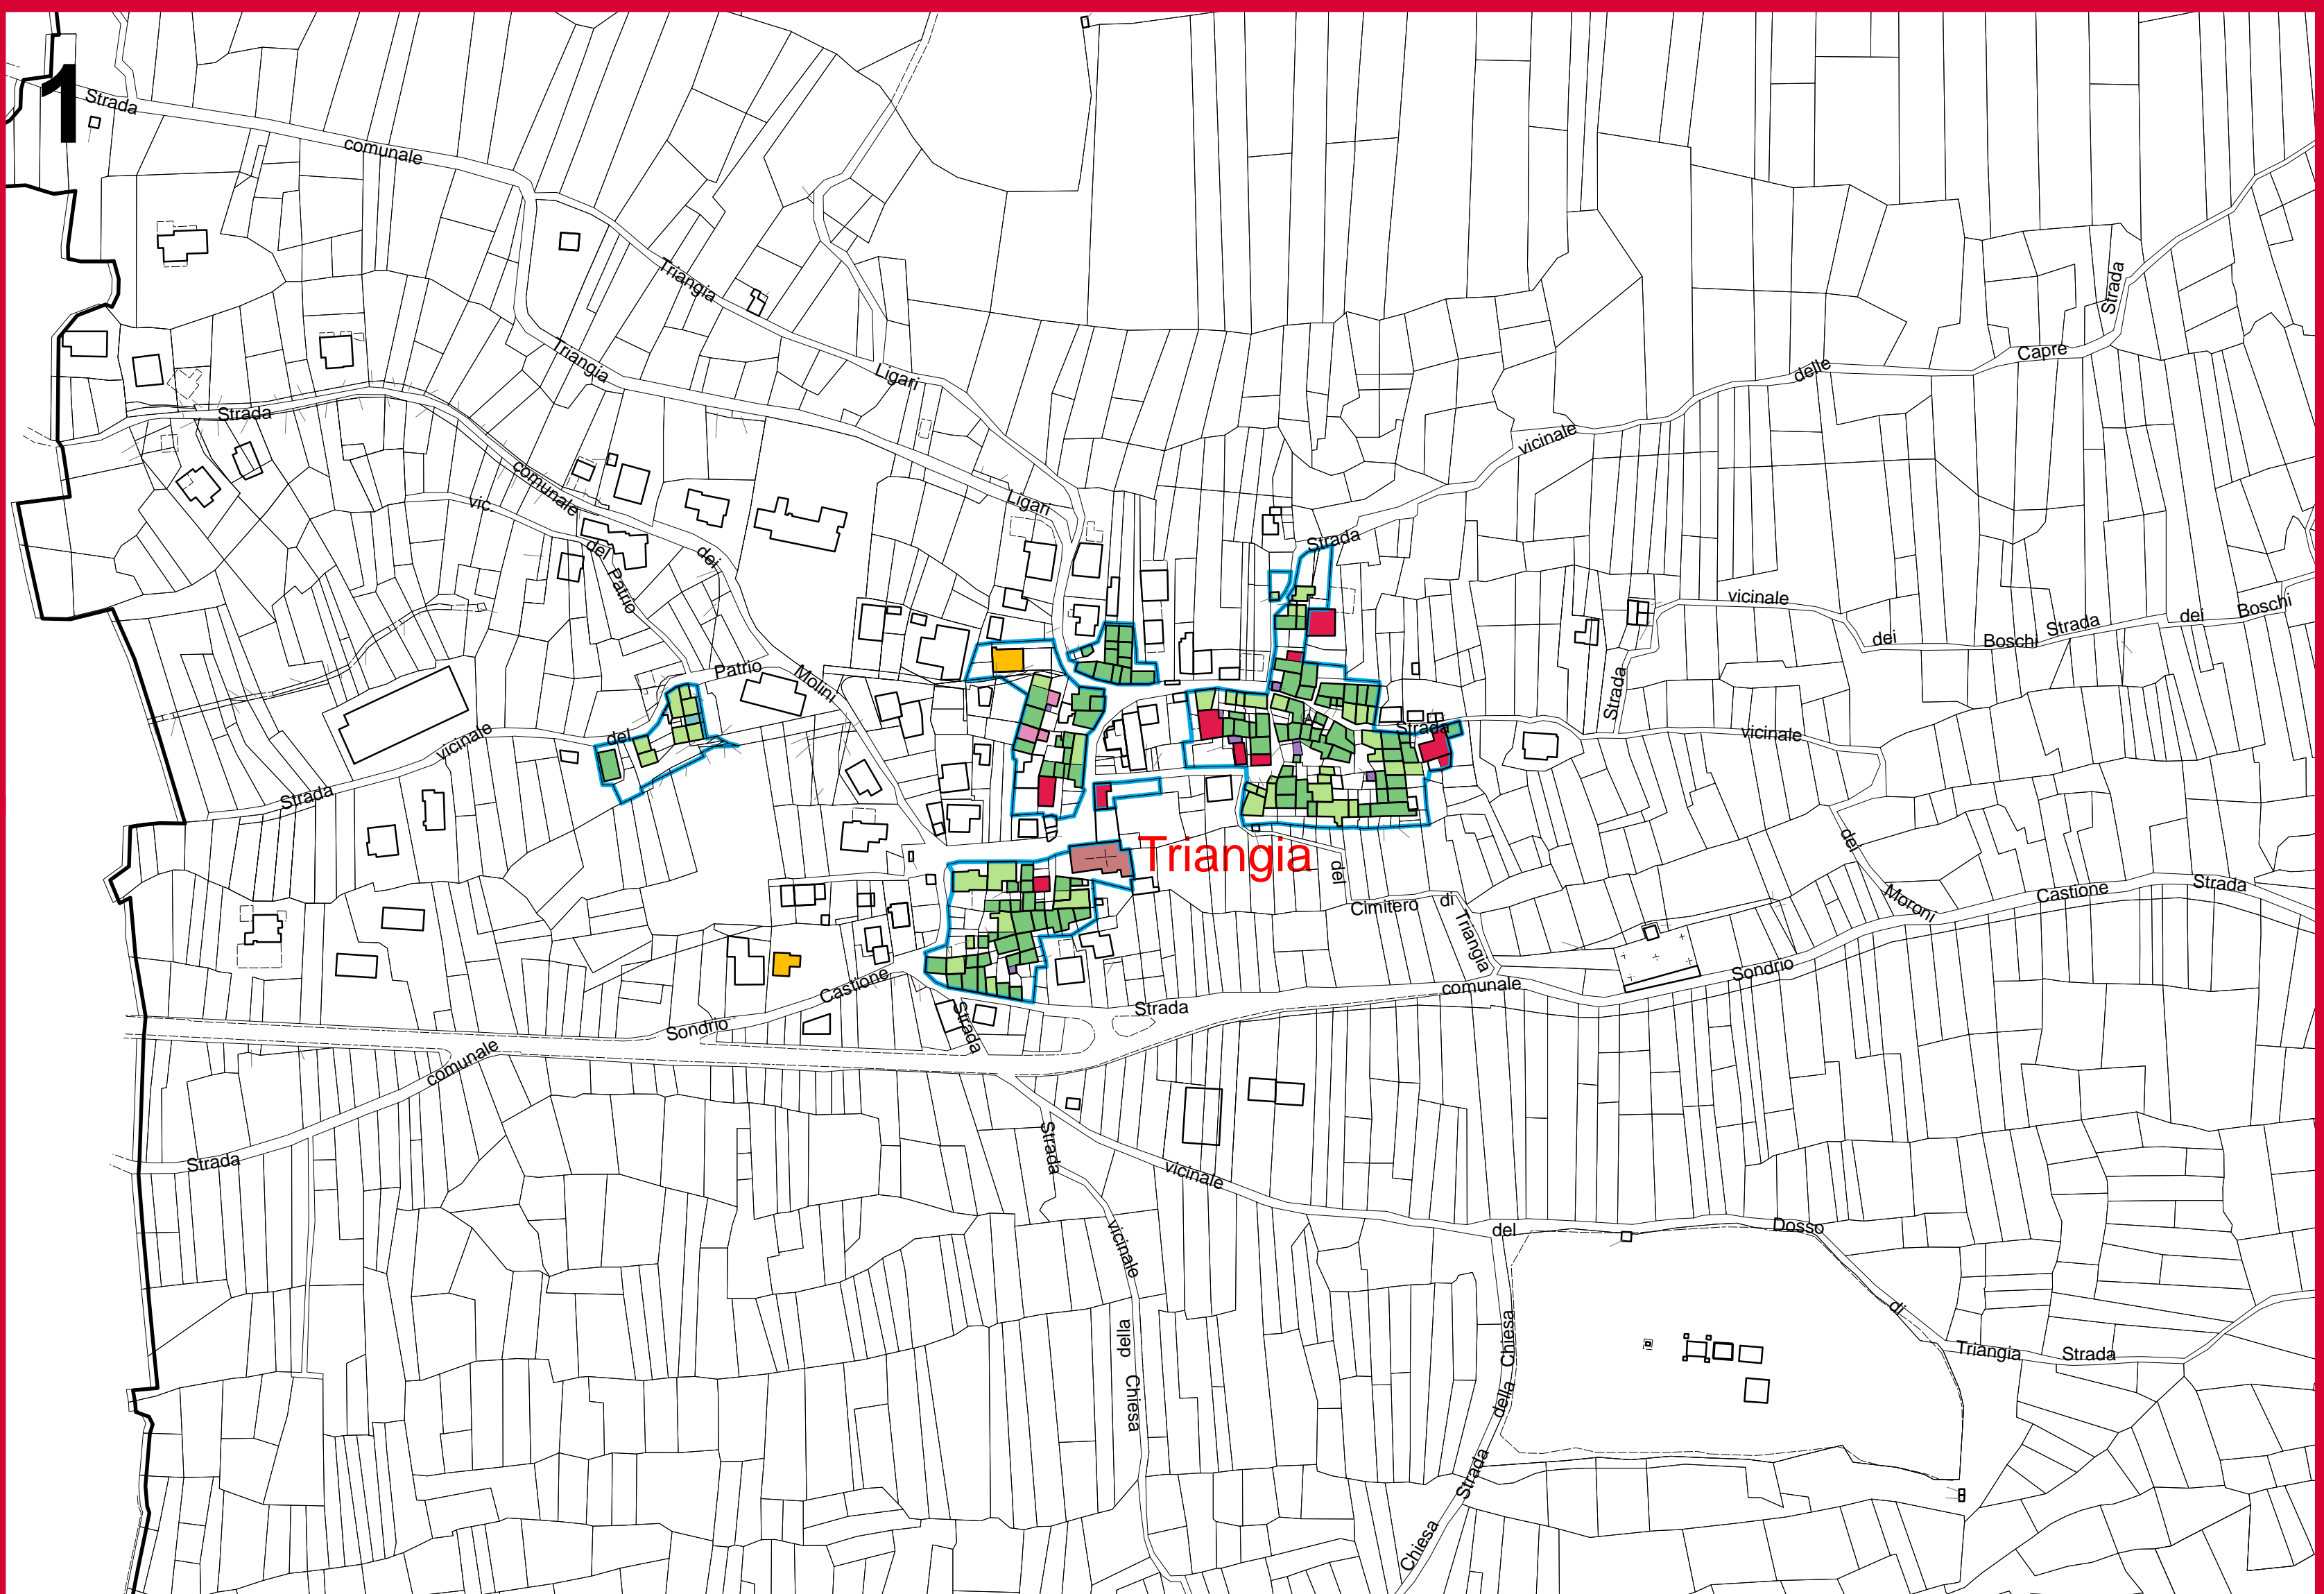 1
Strada
comunale
Triangia
Ligari
Triangia
Ligari
Strada
comunale
dei
Molini
vic.
del
Patrio
Patrio
del
vicinale
Strada
Strada
vicinale
delle
Capre
Strada
vicinale
dei
Boschi
Strada
dei
Boschi
Strada
Strada
vicinale
dei
Moroni
Castione
Strada
Triangia
del
Cimitero
di
Triangia
Sondrio
comunale
Strada
Castione
Sondrio
Strada
comunale
Strada
Strada
vicinale
della
Chiesa
vicinale
del
Dosso
di
Triangia
Strada
Chiesa
della
Strada
Chiesa